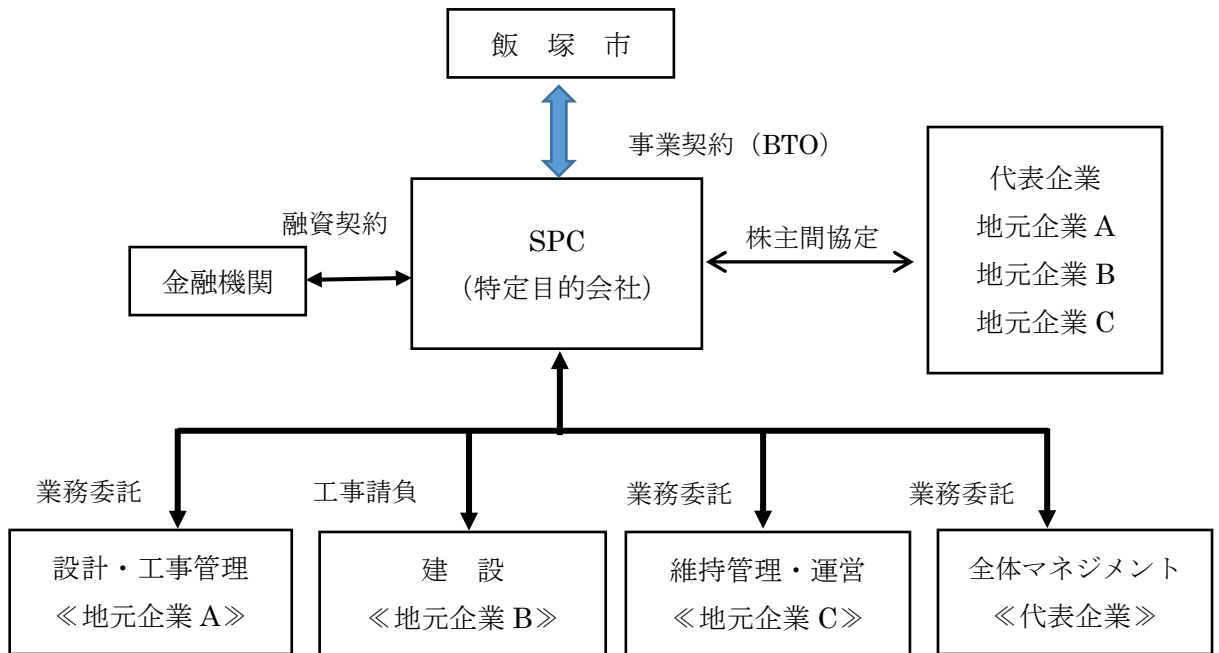 飯 塚 市
事業契約（BTO）
代表企業
地元企業 A
地元企業 B
地元企業 C
融資契約
SPC
（特定目的会社）
株主間協定
金融機関
業務委託
工事請負
業務委託
業務委託
設計・工事管理
≪地元企業 A≫
建 設
≪地元企業 B≫
維持管理・運営
≪地元企業 C≫
全体マネジメント
≪代表企業≫